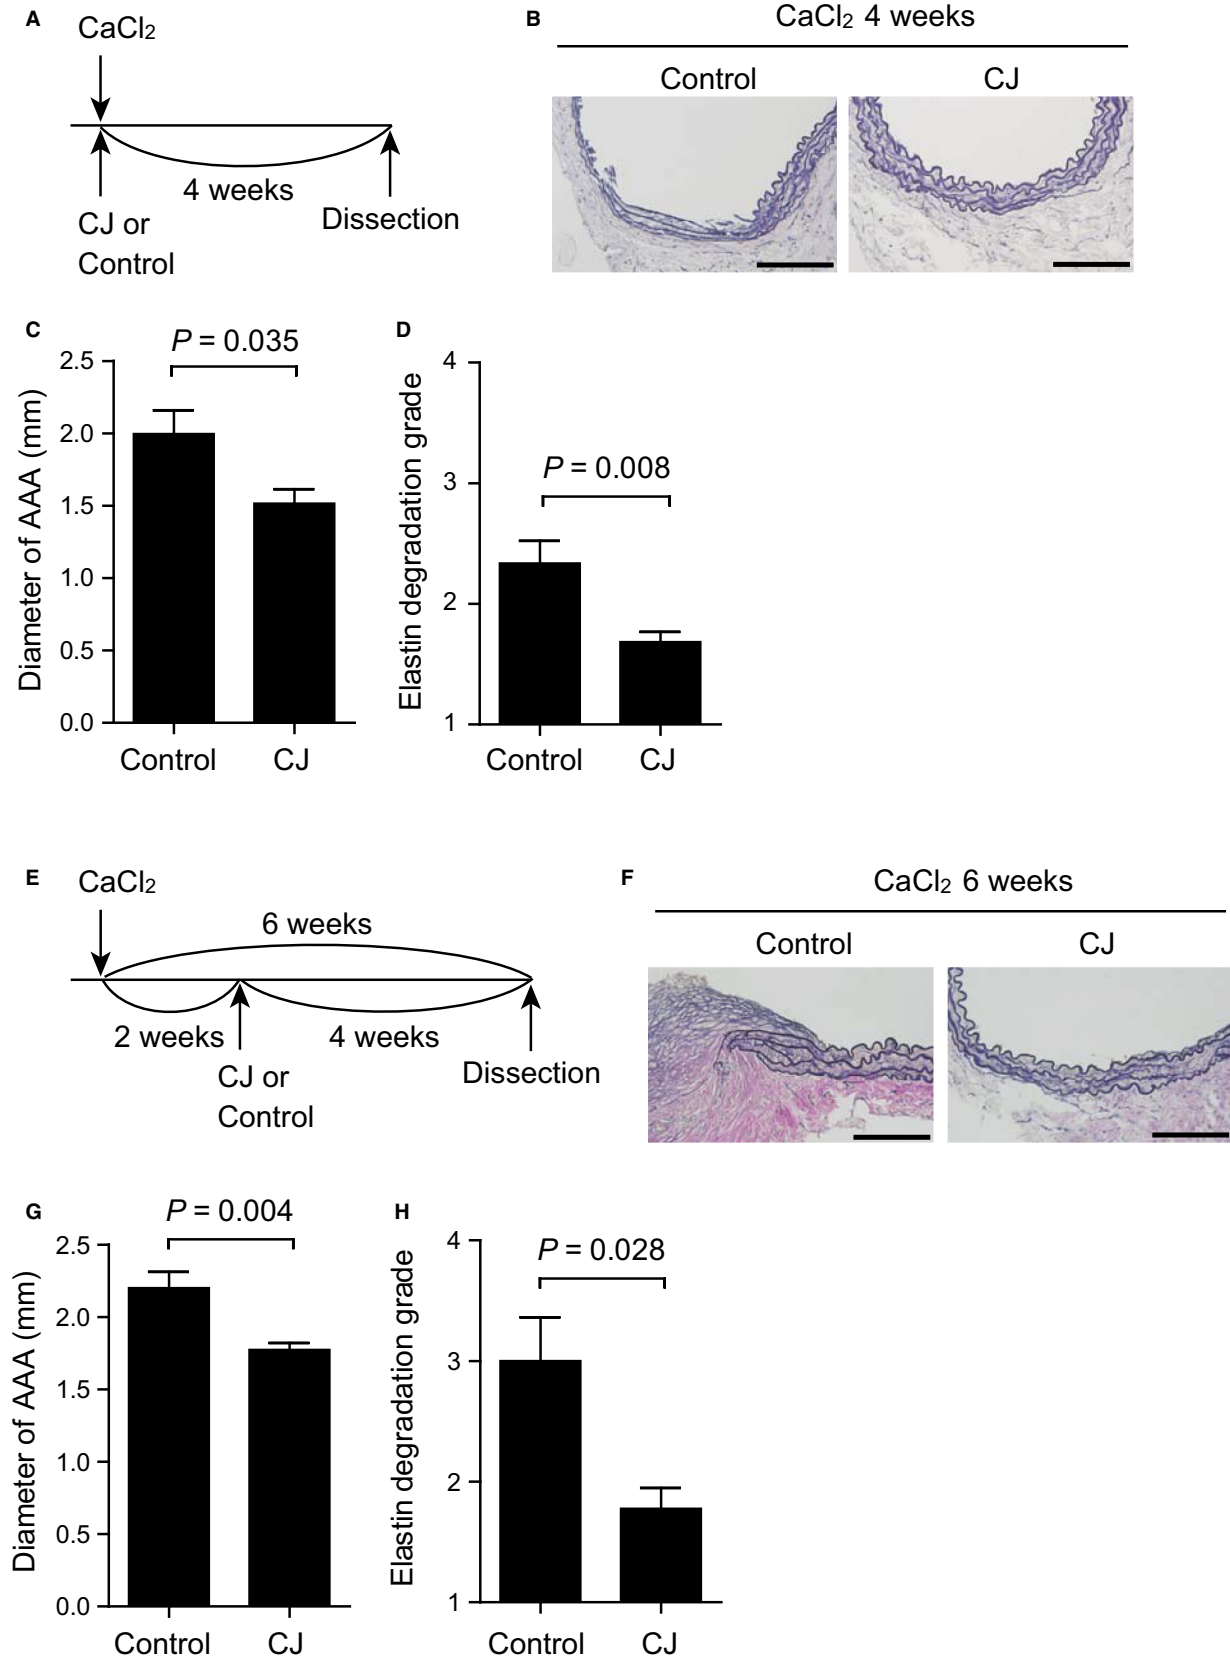 A
CaCl2
4 weeks
CJ or
Control
Dissection
B
CaCl2 4 weeks
Control CJ
C
P = 0.035
Diameter of AAA (mm)
2.5
2.0
1.5
1.0
0.5
0.0
Control CJ
D
P = 0.008
Elastin degradation grade
4
3
2
1
Control CJ
E
CaCl2
6 weeks
2 weeks 4 weeks
CJ or
Control
Dissection
F
CaCl2 6 weeks
Control CJ
G
P = 0.004
Diameter of AAA (mm)
2.5
2.0
1.5
1.0
0.5
0.0
Control CJ
H
P = 0.028
Elastin degradation grade
4
3
2
1
Control CJ